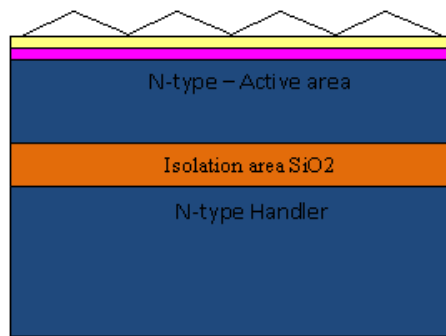 N-type – Active area
Isolation area SiO2
N-type Handler